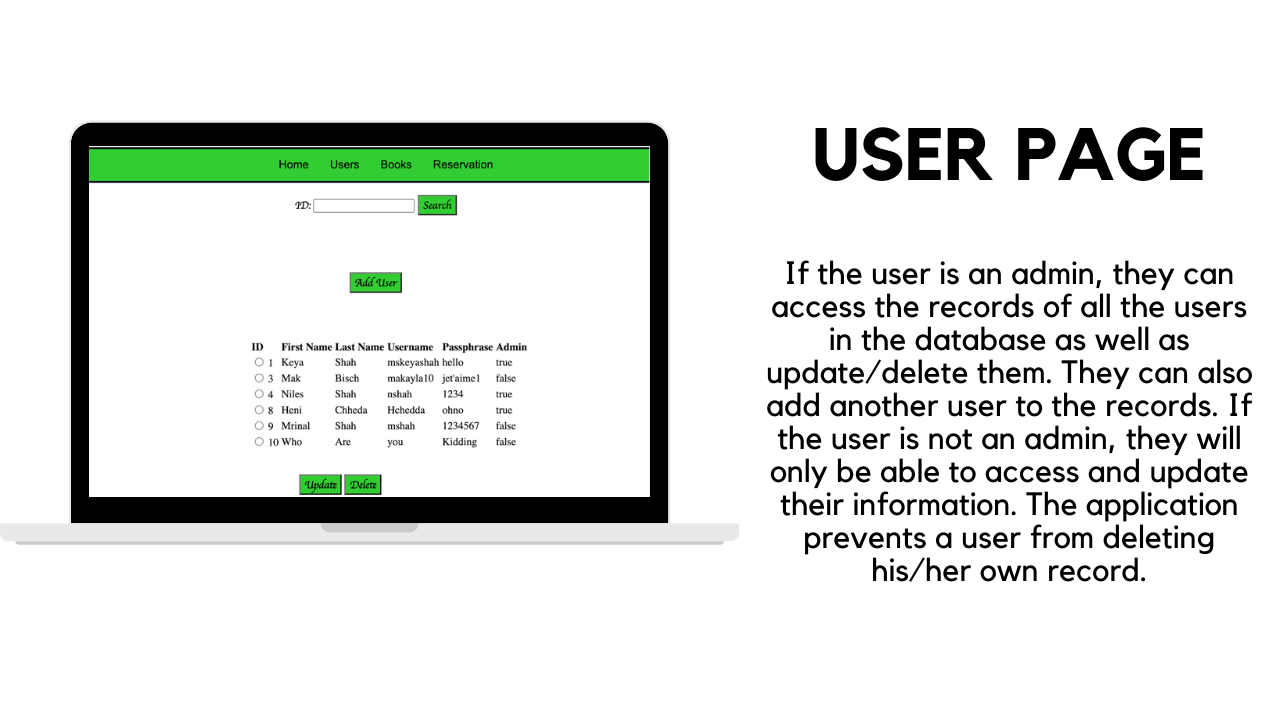 Home Users Books Reservation
ID: Search
Add User
ID First Name Last Name Username Passphrase Admin
1 Keya Shah mskeyashah hello true
3 Mak Bisch makayla10 jet'aime1 false
4 Niles Shah nshah 1234 true
8 Heni Chheda Hchedda ohno true
9 Mrinal Shah mshah 1234567 false
10 Who Are you Kidding false
Update Delete
USER PAGE
If the user is an admin, they can
access the records of all the users
in the database as well as
update/delete them. They can also
add another user to the records. If
the user is not an admin, they will
only be able to access and update
their information. The application
prevents a user from deleting
his/her own record.